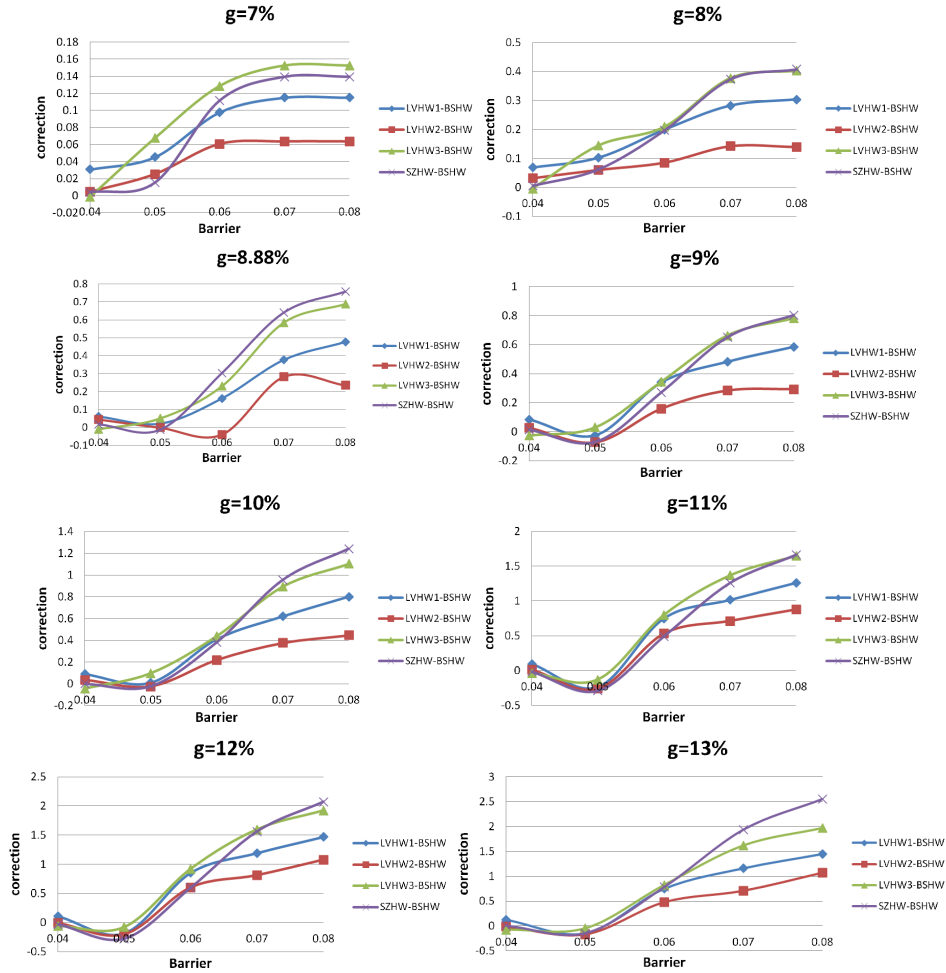 g=7%
0.18
0.16
0.14
0.12
0.1
0.08
0.06
0.04
0.02
0
-0.02
0.04
0.05
0.06
0.07
0.08
correction
Barrier
LVHW1-BSHW
LVHW2-BSHW
LVHW3-BSHW
SZHW-BSHW
g=8%
0.5
0.4
0.3
0.2
0.1
0
-0.1
0.04
0.05
0.06
0.07
0.08
correction
Barrier
LVHW1-BSHW
LVHW2-BSHW
LVHW3-BSHW
SZHW-BSHW
g=8.88%
0.8
0.7
0.6
0.5
0.4
0.3
0.2
0.1
0
-0.1
0.04
0.05
0.06
0.07
0.08
correction
Barrier
LVHW1-BSHW
LVHW2-BSHW
LVHW3-BSHW
SZHW-BSHW
g=9%
1
0.8
0.6
0.4
0.2
0
-0.2
0.04
0.05
0.06
0.07
0.08
correction
Barrier
LVHW1-BSHW
LVHW2-BSHW
LVHW3-BSHW
SZHW-BSHW
g=10%
1.4
1.2
1
0.8
0.6
0.4
0.2
0
-0.2
0.04
0.05
0.06
0.07
0.08
correction
Barrier
LVHW1-BSHW
LVHW2-BSHW
LVHW3-BSHW
SZHW-BSHW
g=11%
2
1.5
1
0.5
0
-0.5
0.04
0.05
0.06
0.07
0.08
correction
Barrier
LVHW1-BSHW
LVHW2-BSHW
LVHW3-BSHW
SZHW-BSHW
g=12%
2.5
2
1.5
1
0.5
0
-0.5
0.04
0.05
0.06
0.07
0.08
correction
Barrier
LVHW1-BSHW
LVHW2-BSHW
LVHW3-BSHW
SZHW-BSHW
g=13%
3
2.5
2
1.5
1
0.5
0
-0.5
0.04
0.05
0.06
0.07
0.08
correction
Barrier
LVHW1-BSHW
LVHW2-BSHW
LVHW3-BSHW
SZHW-BSHW